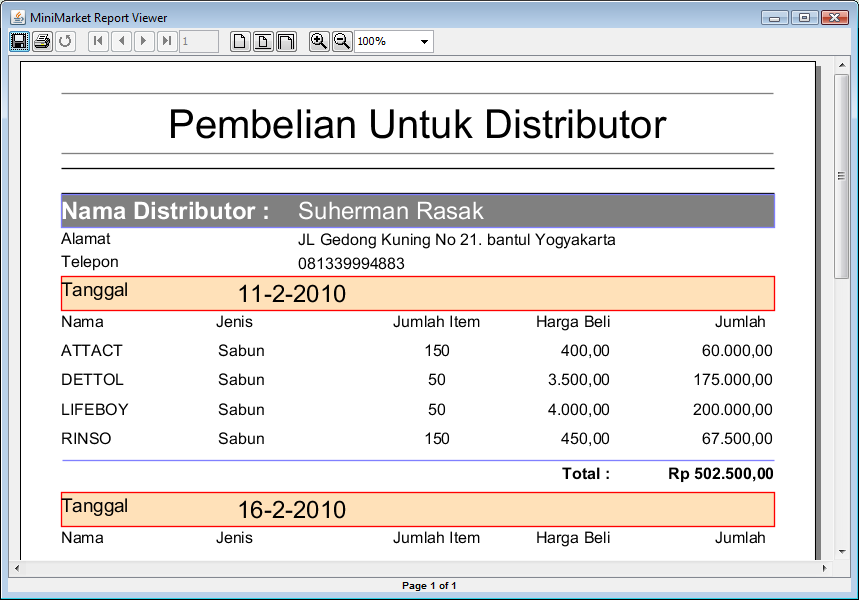 MiniMarket Report Viewer
1
100%
Pembelian Untuk Distributor
Nama Distributor : Suherman Rasak
Alamat JL Gedong Kuning No 21. bantul Yogyakarta
Telepon 081339994883
Tanggal 11-2-2010
Nama Jenis Jumlah Item Harga Beli Jumlah
ATTACT Sabun 150 400,00 60.000,00
DETTOL Sabun 50 3.500,00 175.000,00
LIFEBOY Sabun 50 4.000,00 200.000,00
RINSO Sabun 150 450,00 67.500,00
Total : Rp 502.500,00
Tanggal 16-2-2010
Nama Jenis Jumlah Item Harga Beli Jumlah
Page 1 of 1